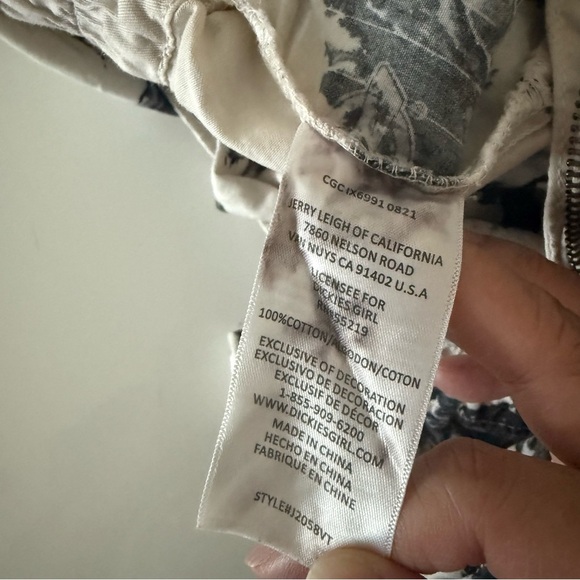 CGC IX6991 0821
JERRY LEIGH OF CALIFORNIA
7860 NELSON ROAD
VAN NUYS CA 91402 U.S.A
LICENSEE FOR
DICKIES GIRL
100%COTTON/ALGODON/COTON
EXCLUSIVE OF DECORATION
EXCLUSIVO DE DECORACION
EXCLUSIF DE DÉCOR
1-855-909-6200
WWW.DICKIESGIRL.COM
MADE IN CHINA
HECHO EN CHINA
FABRIQUE EN CHINE
STYLE#J2058VT